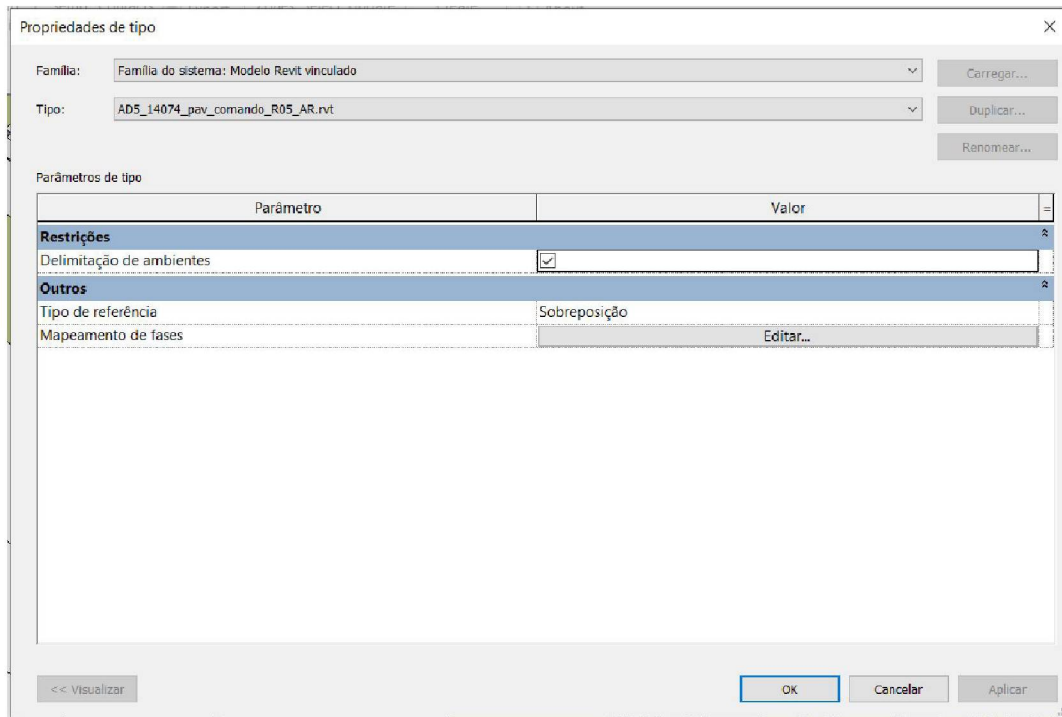 Propriedades de tipo
Família: Família do sistema: Modelo Revit vinculado Carregar...
Tipo: AD5_14074_pav_comando_R05_AR.rvt Duplicar...
Renomear...
Parâmetros de tipo
Parâmetro Valor =
Restrições
Delimitação de ambientes
Outros
Tipo de referência Sobreposição
Mapeamento de fases Editar...
<< Visualizar OK Cancelar Aplicar